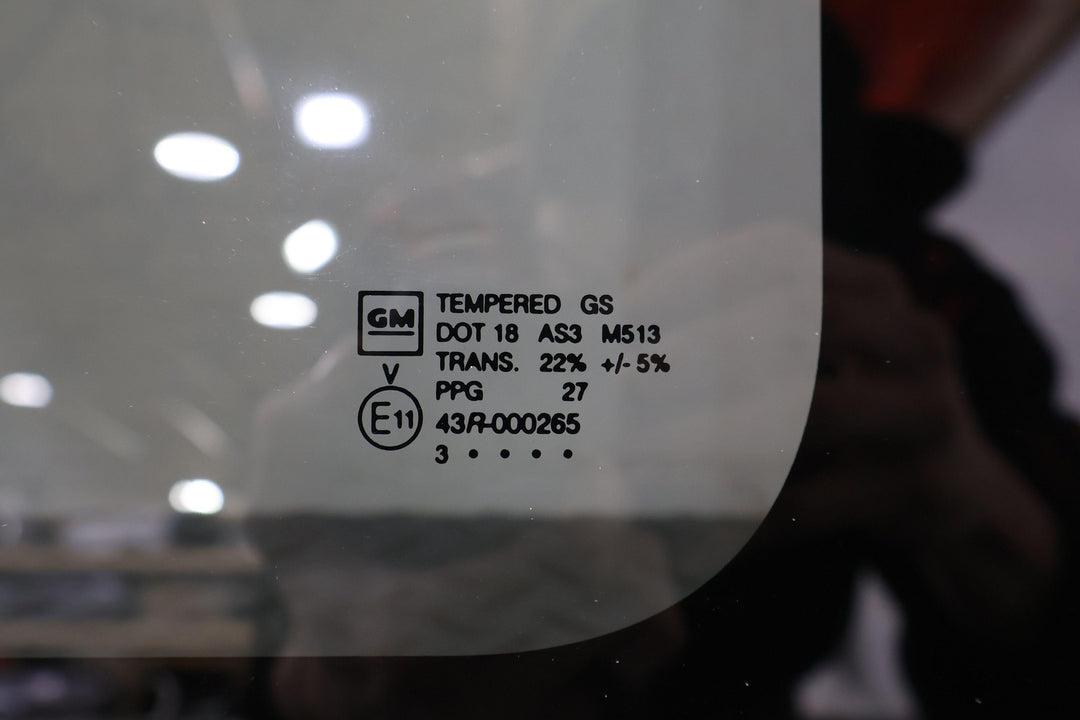 GM
TEMPERED GS
DOT 18 AS3 M513
TRANS. 22% +/- 5%
V
PPG 27
E11
43R-000265
3 • • • •